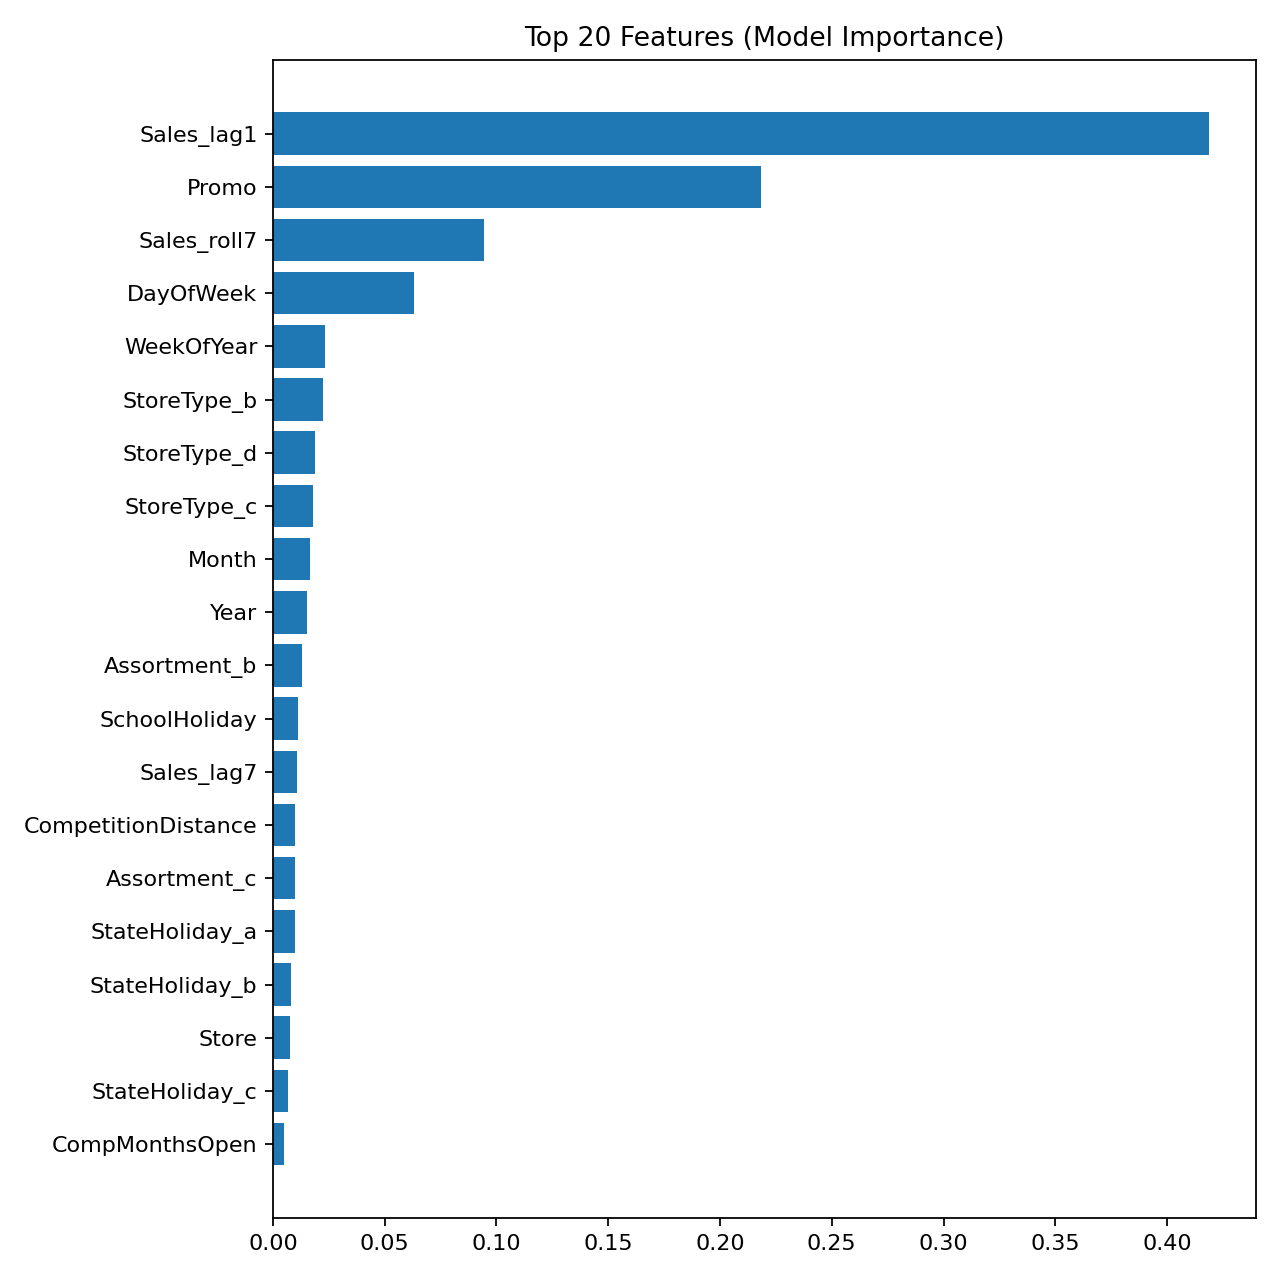 Top 20 Features (Model Importance)
Sales_lag1
Promo
Sales_roll7
DayOfWeek
WeekOfYear
StoreType_b
StoreType_d
StoreType_c
Month
Year
Assortment_b
SchoolHoliday
Sales_lag7
CompetitionDistance
Assortment_c
StateHoliday_a
StateHoliday_b
Store
StateHoliday_c
CompMonthsOpen
0.00 0.05 0.10 0.15 0.20 0.25 0.30 0.35 0.40